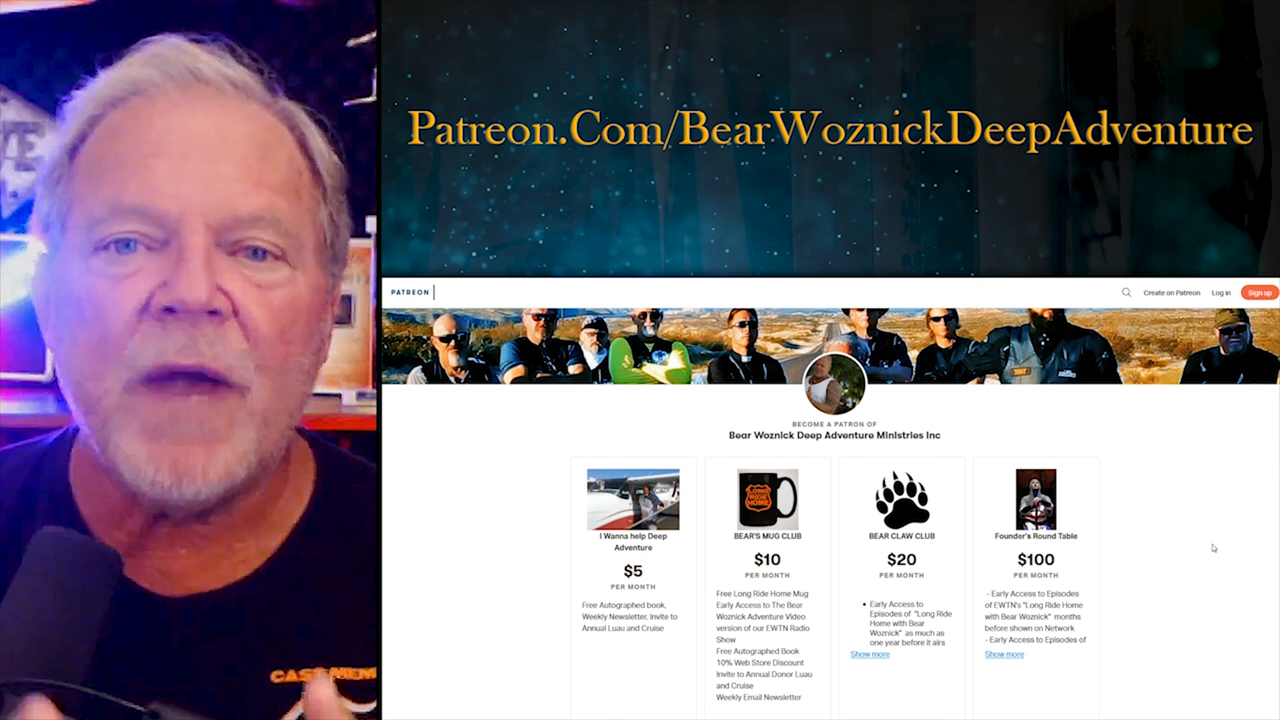 Patreon.Com/BearWoznickDeepAdventure
PATREON
Create on Patreon
Log in
Sign up
BECOME A PATRON OF
Bear Woznick Deep Adventure Ministries Inc
I Wanna help Deep
Adventure
$5
PER MONTH
Free Autographed book,
Weekly Newsletter, Invite to
Annual Luau and Cruise
LONG
RIDE
HOME
BEAR'S MUG CLUB
$10
PER MONTH
Free Long Ride Home Mug
Early Access to The Bear
Woznick Adventure Video
version of our EWTN Radio
Show
Free Autographed Book
10% Web Store Discount
Invite to Annual Donor Luau
and Cruise
Weekly Email Newsletter
BEAR CLAW CLUB
$20
PER MONTH
• Early Access to
Episodes of "Long Ride
Home with Bear
Woznick" as much as
one year before it airs
Show more
Founder's Round Table
$100
PER MONTH
- Early Access to Episodes
of EWTN's "Long Ride Home
with Bear Woznick" months
before shown on Network
- Early Access to Episodes of
Show more